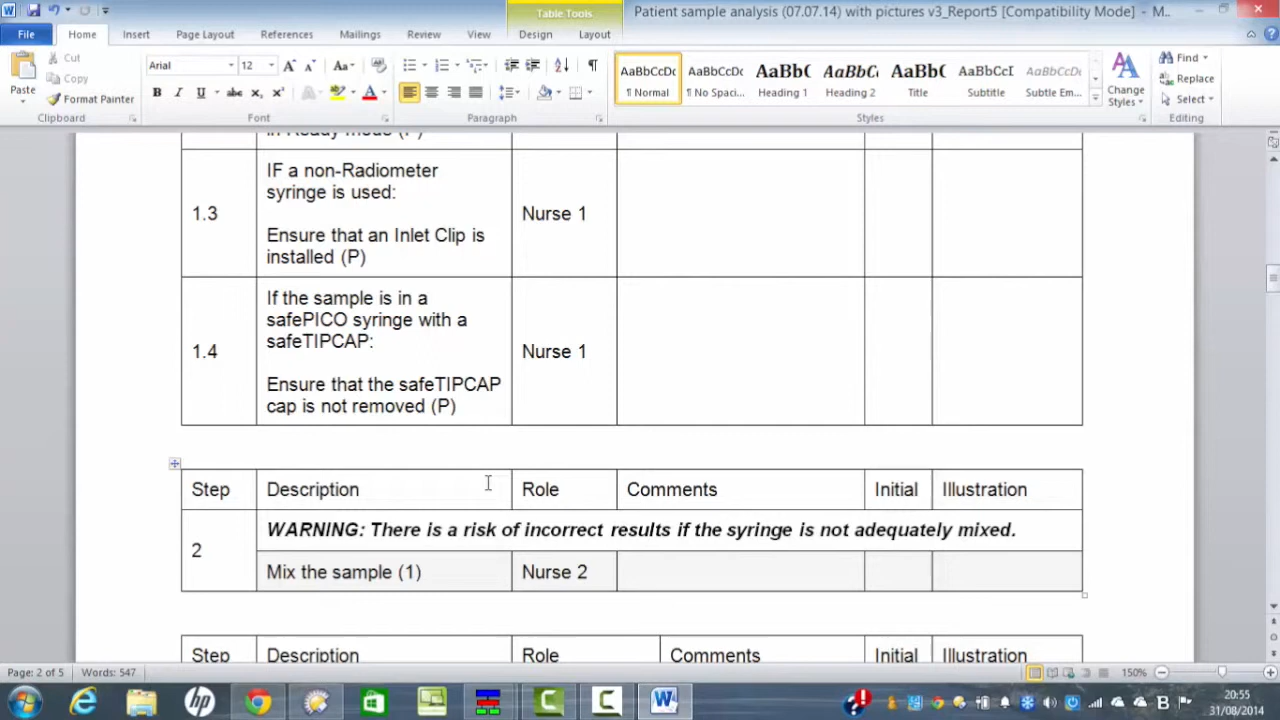 Table Tools
Patient sample analysis (07.07.14) with pictures v3_Report5 [Compatibility Mode] - M...
File Home Insert Page Layout References Mailings Review View Design Layout
Paste
Cut
Copy
Format Painter
Clipboard
Arial 12
Font
Paragraph
AaBbCcDc AaBbCcDc AaBbC AaBbCc AaBbC AaBbCcDc AaBbCcDc
¶ Normal ¶ No Spaci... Heading 1 Heading 2 Title Subtitle Subtle Em...
Change Styles
Styles
Find
Replace
Select
Editing
1.3
IF a non-Radiometer
syringe is used:
Ensure that an Inlet Clip is
installed (P)
Nurse 1
1.4
If the sample is in a
safePICO syringe with a
safeTIPCAP:
Ensure that the safeTIPCAP
cap is not removed (P)
Nurse 1
Step Description Role Comments Initial Illustration
2
WARNING: There is a risk of incorrect results if the syringe is not adequately mixed.
Mix the sample (1) Nurse 2
Step Description Role Comments Initial Illustration
Page: 2 of 5 Words: 547 150%
20:55
31/08/2014